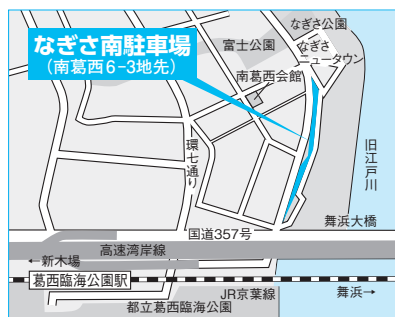 なぎさ公園
富士公園
なぎさ
ニュータウン
なぎさ南駐車場
(南葛西6-3地先)
南葛西会館
環七通り
旧江戸川
舞浜大橋
国道357号
高速湾岸線
←新木場
葛西臨海公園駅
JR京葉線
舞浜→
都立葛西臨海公園